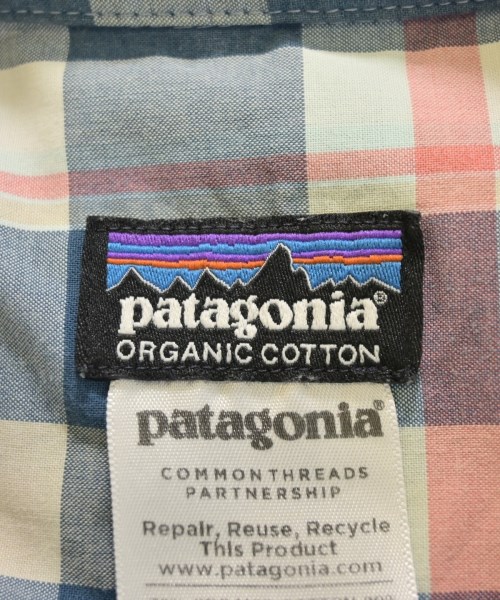 patagonia®
ORGANIC COTTON
patagonia®
COMMONTHREADS
PARTNERSHIP
Repair, Reuse, Recycle
This Product
www.patagonia.com